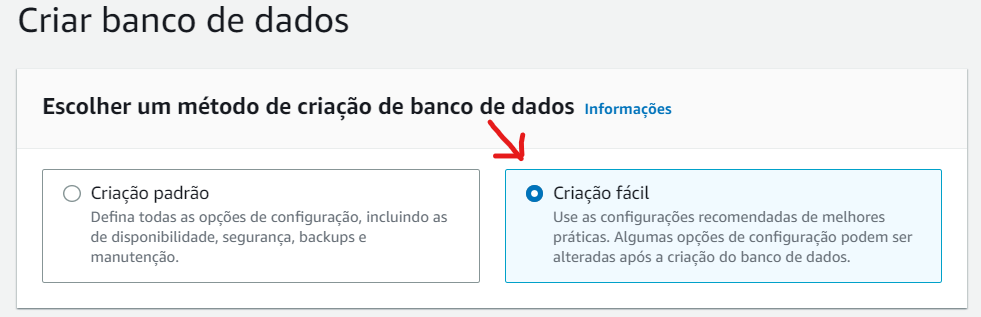 Criar banco de dados
Escolher um método de criação de banco de dados Informações
Criação padrão
Defina todas as opções de configuração, incluindo as
de disponibilidade, segurança, backups e
manutenção.
Criação fácil
Use as configurações recomendadas de melhores
práticas. Algumas opções de configuração podem ser
alteradas após a criação do banco de dados.